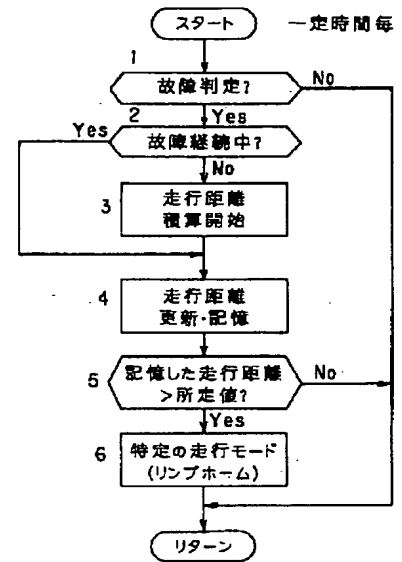 スタート
一定時間毎
1
故障判定?
No
2
Yes
Yes
故障継続中?
No
3
走行距離
積算開始
4
走行距離
更新・記憶
5
記憶した走行距離
>所定値?
No
Yes
6
特定の走行モード
(リンプホーム)
リターン